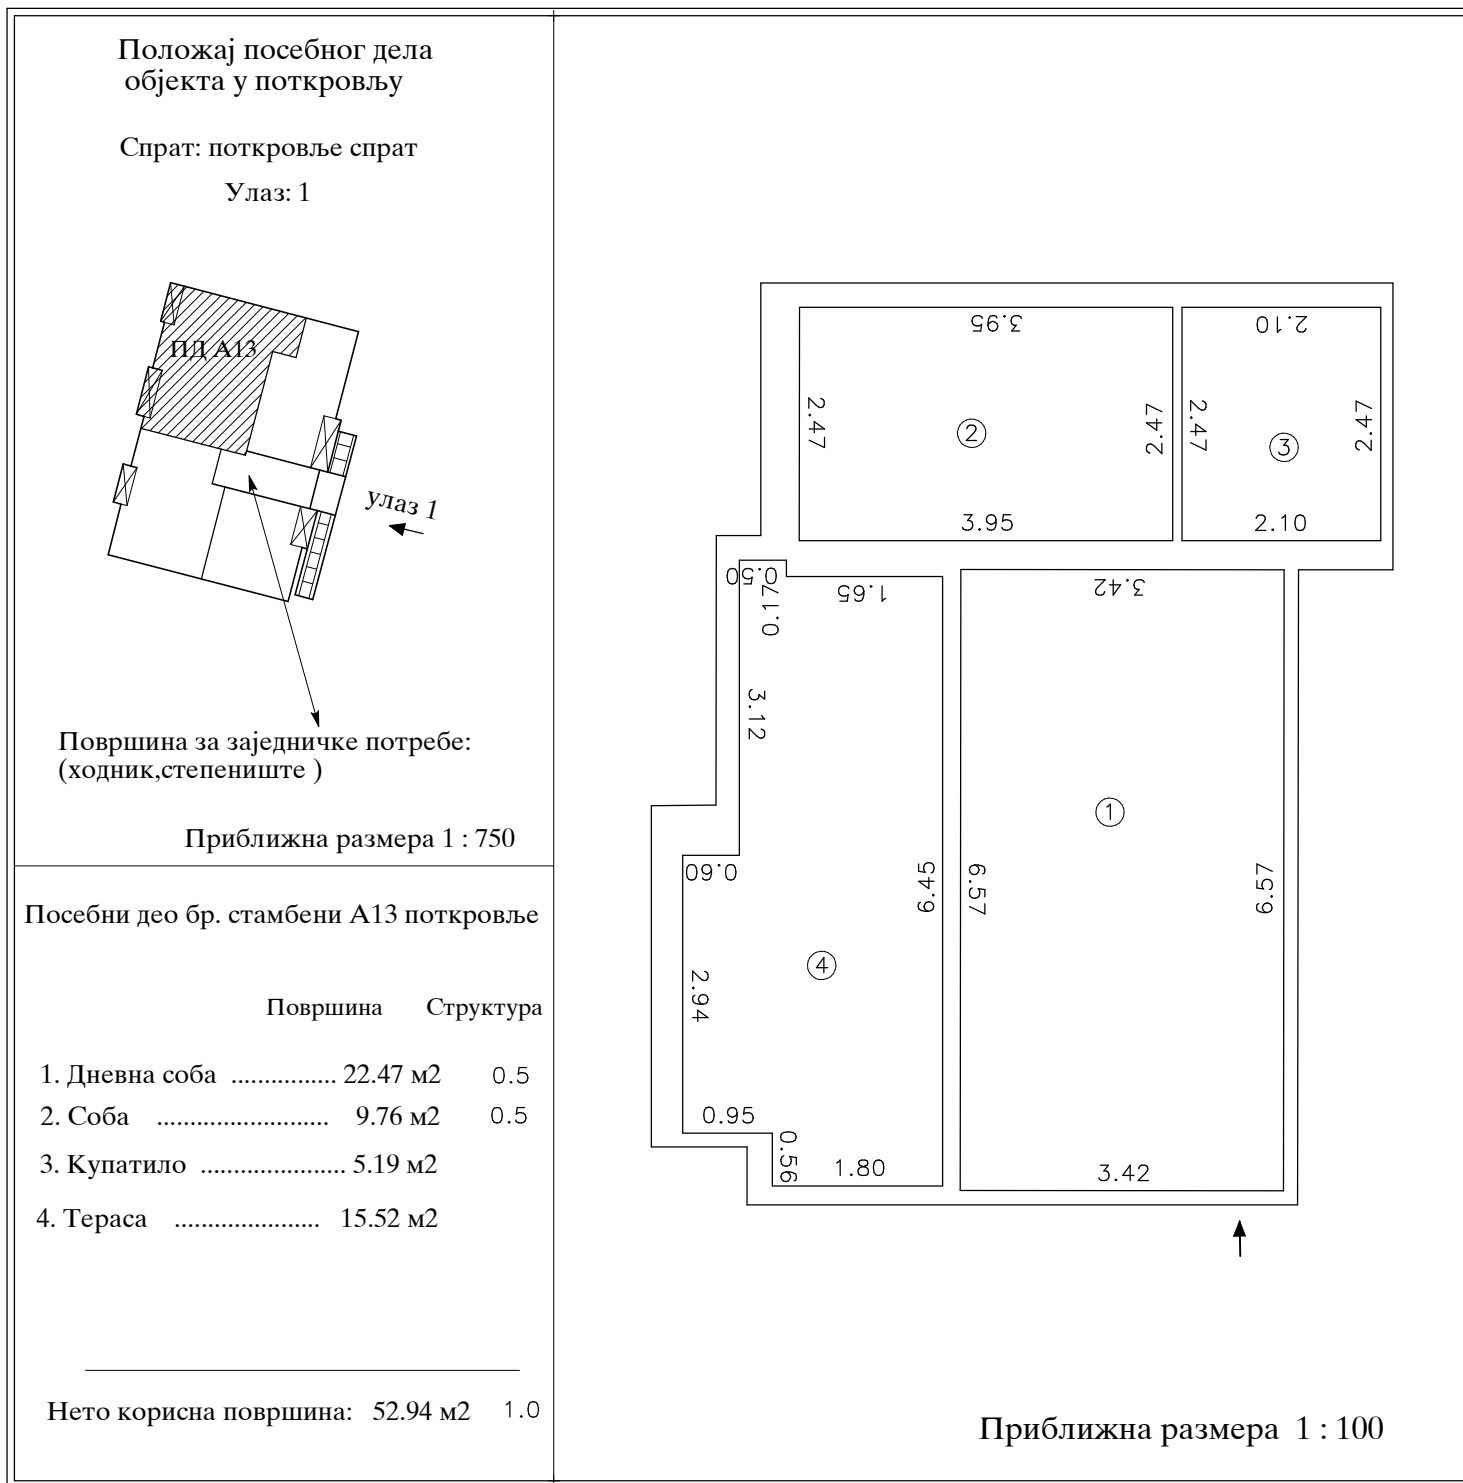 Положај посебног дела
објекта у поткровљу
Спрат: поткровље спрат
Улаз: 1
ПД А13
улаз 1
Површина за заједничке потребе:
(ходник,степениште )
Приближна размера 1 : 750
Посебни део бр. стамбени А13 поткровље
Површина Структура
1. Дневна соба ................ 22.47 м2 0.5
2. Соба .......................... 9.76 м2 0.5
3. Купатило ...................... 5.19 м2
4. Тераса ...................... 15.52 м2
Нето корисна површина: 52.94 м2 1.0
3.95
2.10
2.47
2
2.47
2.47
3
2.47
3.95
2.10
0.50
0.17
1.65
3.42
3.12
1
0.60
6.45
6.57
6.57
4
2.94
0.95
0.56
1.80
3.42
Приближна размера 1 : 100